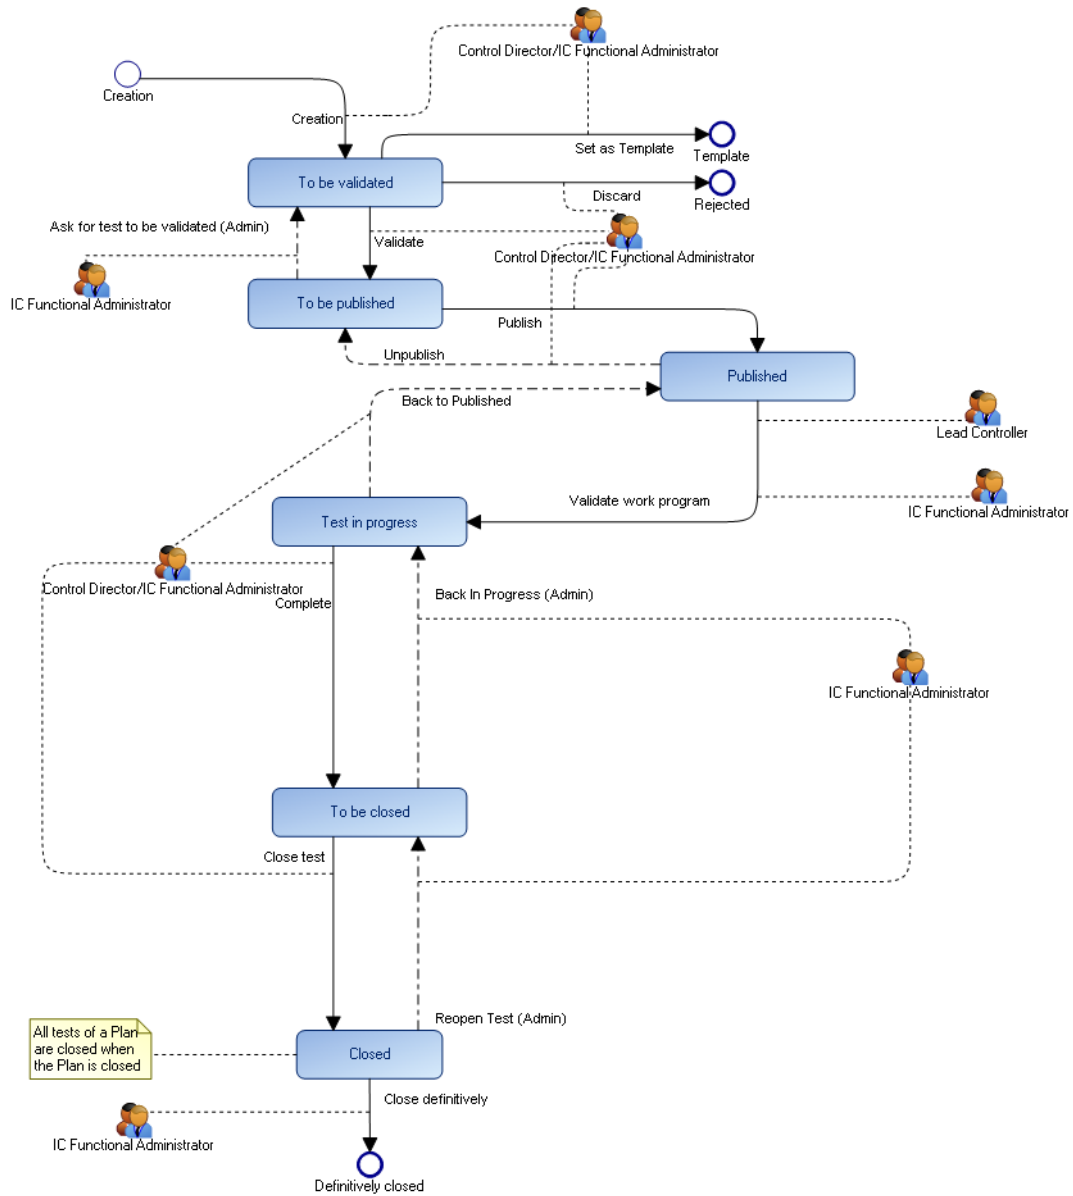 Control Director/IC Functional Administrator
Creation
Creation
Set as Template
Template
To be validated
Discard
Rejected
Ask for test to be validated (Admin)
Validate
Control Director/IC Functional Administrator
IC Functional Administrator
To be published
Publish
Unpublish
Published
Back to Published
Lead Controller
Validate work program
IC Functional Administrator
Test in progress
Control Director/IC Functional Administrator
Complete
Back In Progress (Admin)
IC Functional Administrator
To be closed
Close test
Reopen Test (Admin)
All tests of a Plan
are closed when
the Plan is closed
Closed
Close definitively
IC Functional Administrator
Definitively closed